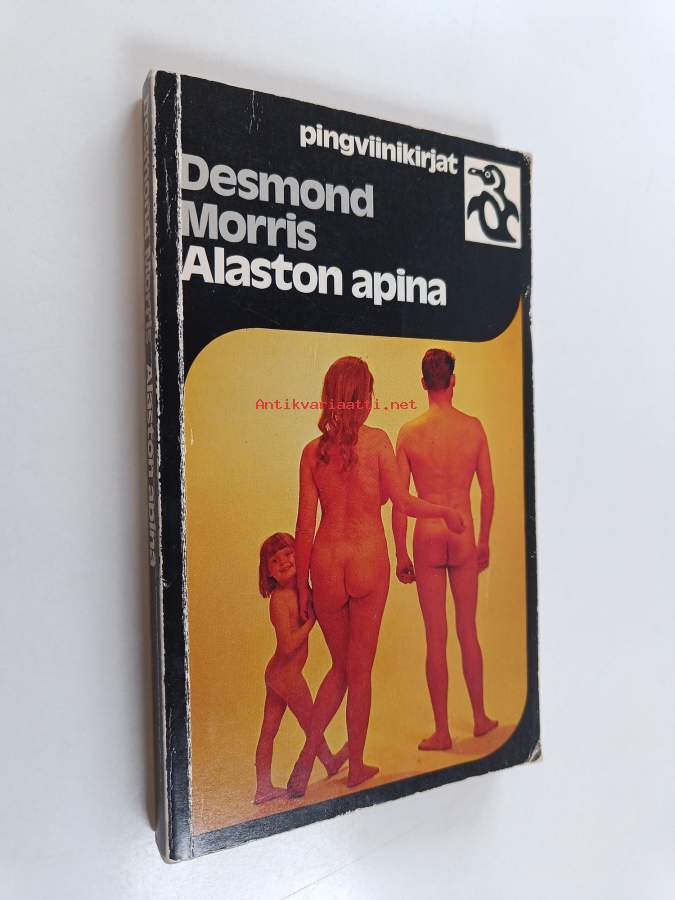 pingviinikirjat
Desmond
Morris
Alaston apina
Antikvariaatti.net
Desmond Morris Alaston apina